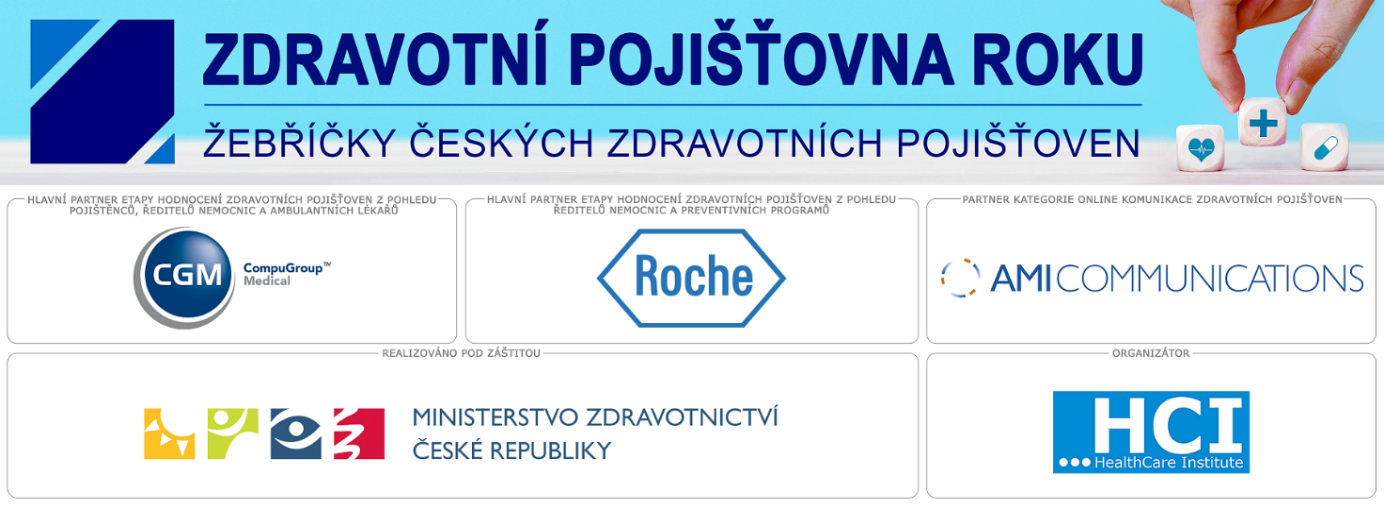 ZDRAVOTNÍ POJIŠŤOVNA ROKU
ŽEBŘÍČKY ČESKÝCH ZDRAVOTNÍCH POJIŠŤOVEN
HLAVNÍ PARTNER ETAPY HODNOCENÍ ZDRAVOTNÍCH POJIŠŤOVEN Z POHLEDU
POJIŠTĚNCŮ, ŘEDITELŮ NEMOCNIC A AMBULANTNÍCH LÉKAŘŮ
CGM
CompuGroup™
Medical
HLAVNÍ PARTNER ETAPY HODNOCENÍ ZDRAVOTNÍCH POJIŠŤOVEN Z POHLEDU
ŘEDITELŮ NEMOCNIC A PREVENTIVNÍCH PROGRAMŮ
Roche
PARTNER KATEGORIE ONLINE KOMUNIKACE ZDRAVOTNÍCH POJIŠŤOVEN
AMI COMMUNICATIONS
REALIZOVÁNO POD ZÁŠTITOU
MINISTERSTVO ZDRAVOTNICTVÍ
ČESKÉ REPUBLIKY
ORGANIZÁTOR
HCI
HealthCare Institute